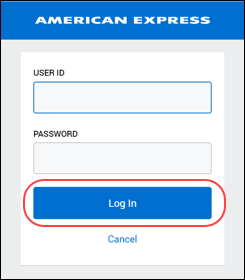 AMERICAN EXPRESS
USER ID
PASSWORD
Log In
Cancel